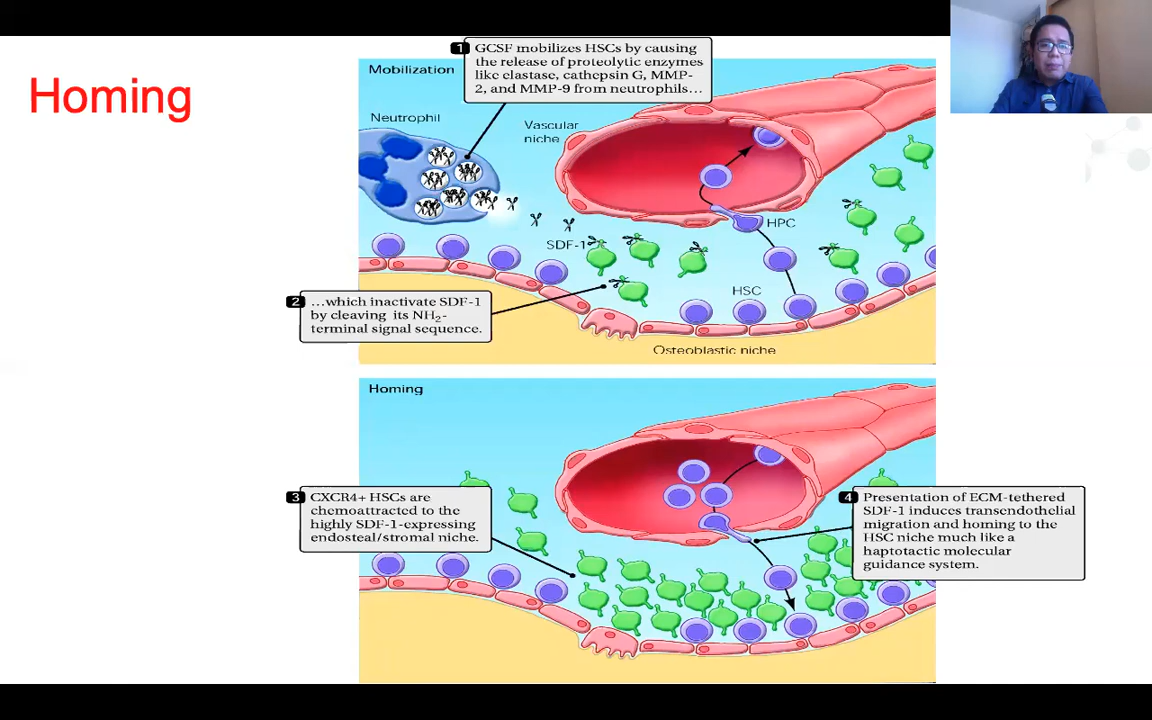 Homing
Mobilization
1 GCSF mobilizes HSCs by causing
the release of proteolytic enzymes
like elastase, cathepsin G, MMP-
2, and MMP-9 from neutrophils...
Neutrophil
Vascular
niche
HPC
SDF-1
HSC
2 ...which inactivate SDF-1
by cleaving its NH2-
terminal signal sequence.
Osteoblastic niche
Homing
3 CXCR4+ HSCs are
chemoattracted to the
highly SDF-1-expressing
endosteal/stromal niche.
4 Presentation of ECM-tethered
SDF-1 induces transendothelial
migration and homing to the
HSC niche much like a
haptotactic molecular
guidance system.